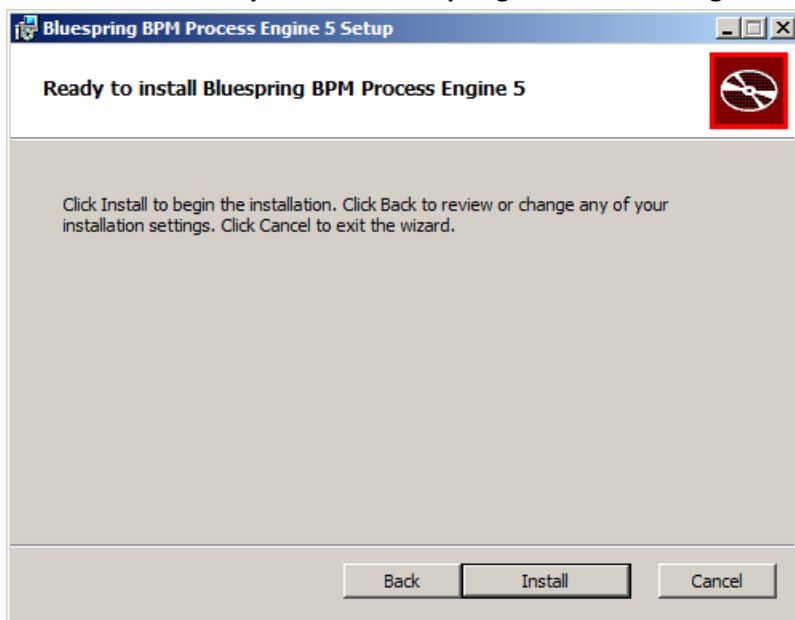 Bluespring BPM Process Engine 5 Setup
Ready to install Bluespring BPM Process Engine 5
Click Install to begin the installation. Click Back to review or change any of your
installation settings. Click Cancel to exit the wizard.
Back Install Cancel